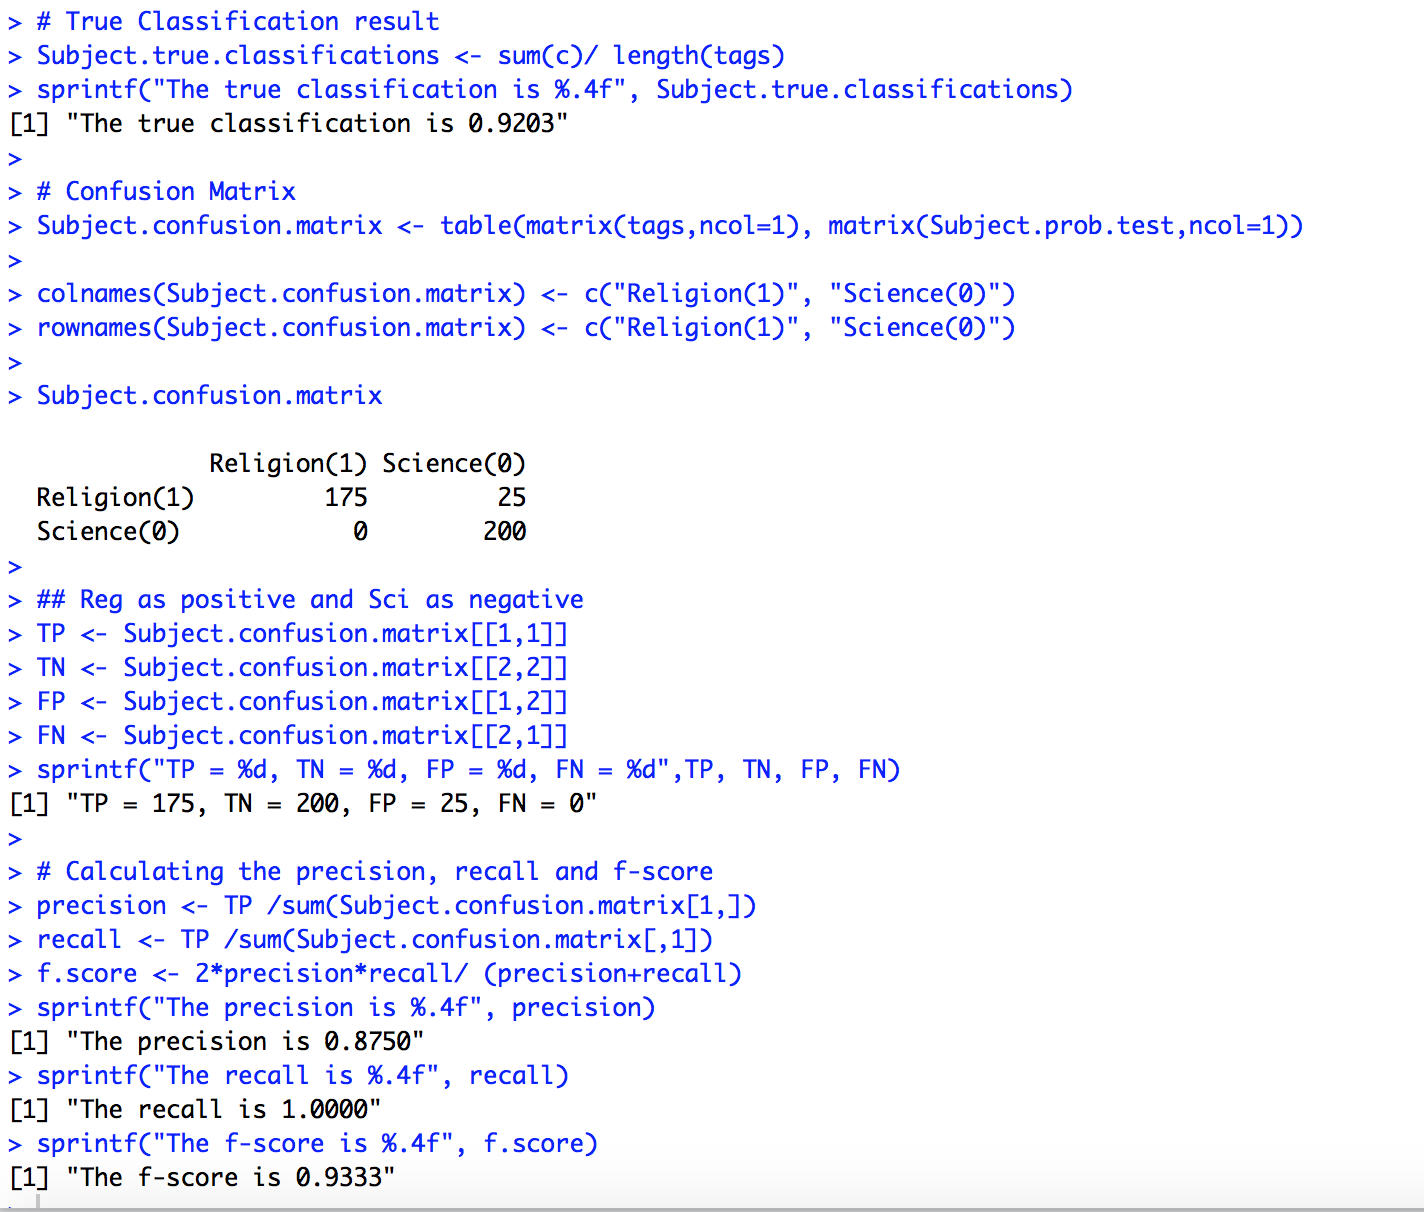 > # True Classification result
> Subject.true.classifications <- sum(c)/ length(tags)
> sprintf("The true classification is %.4f", Subject.true.classifications)
[1] "The true classification is 0.9203"
>
> # Confusion Matrix
> Subject.confusion.matrix <- table(matrix(tags,ncol=1), matrix(Subject.prob.test,ncol=1))
>
> colnames(Subject.confusion.matrix) <- c("Religion(1)", "Science(0)")
> rownames(Subject.confusion.matrix) <- c("Religion(1)", "Science(0)")
>
> Subject.confusion.matrix
Religion(1) Science(0)
Religion(1) 175 25
Science(0) 0 200
>
> ## Reg as positive and Sci as negative
> TP <- Subject.confusion.matrix[[1,1]]
> TN <- Subject.confusion.matrix[[2,2]]
> FP <- Subject.confusion.matrix[[1,2]]
> FN <- Subject.confusion.matrix[[2,1]]
> sprintf("TP = %d, TN = %d, FP = %d, FN = %d",TP, TN, FP, FN)
[1] "TP = 175, TN = 200, FP = 25, FN = 0"
>
> # Calculating the precision, recall and f-score
> precision <- TP /sum(Subject.confusion.matrix[1,])
> recall <- TP /sum(Subject.confusion.matrix[,1])
> f.score <- 2*precision*recall/ (precision+recall)
> sprintf("The precision is %.4f", precision)
[1] "The precision is 0.8750"
> sprintf("The recall is %.4f", recall)
[1] "The recall is 1.0000"
> sprintf("The f-score is %.4f", f.score)
[1] "The f-score is 0.9333"